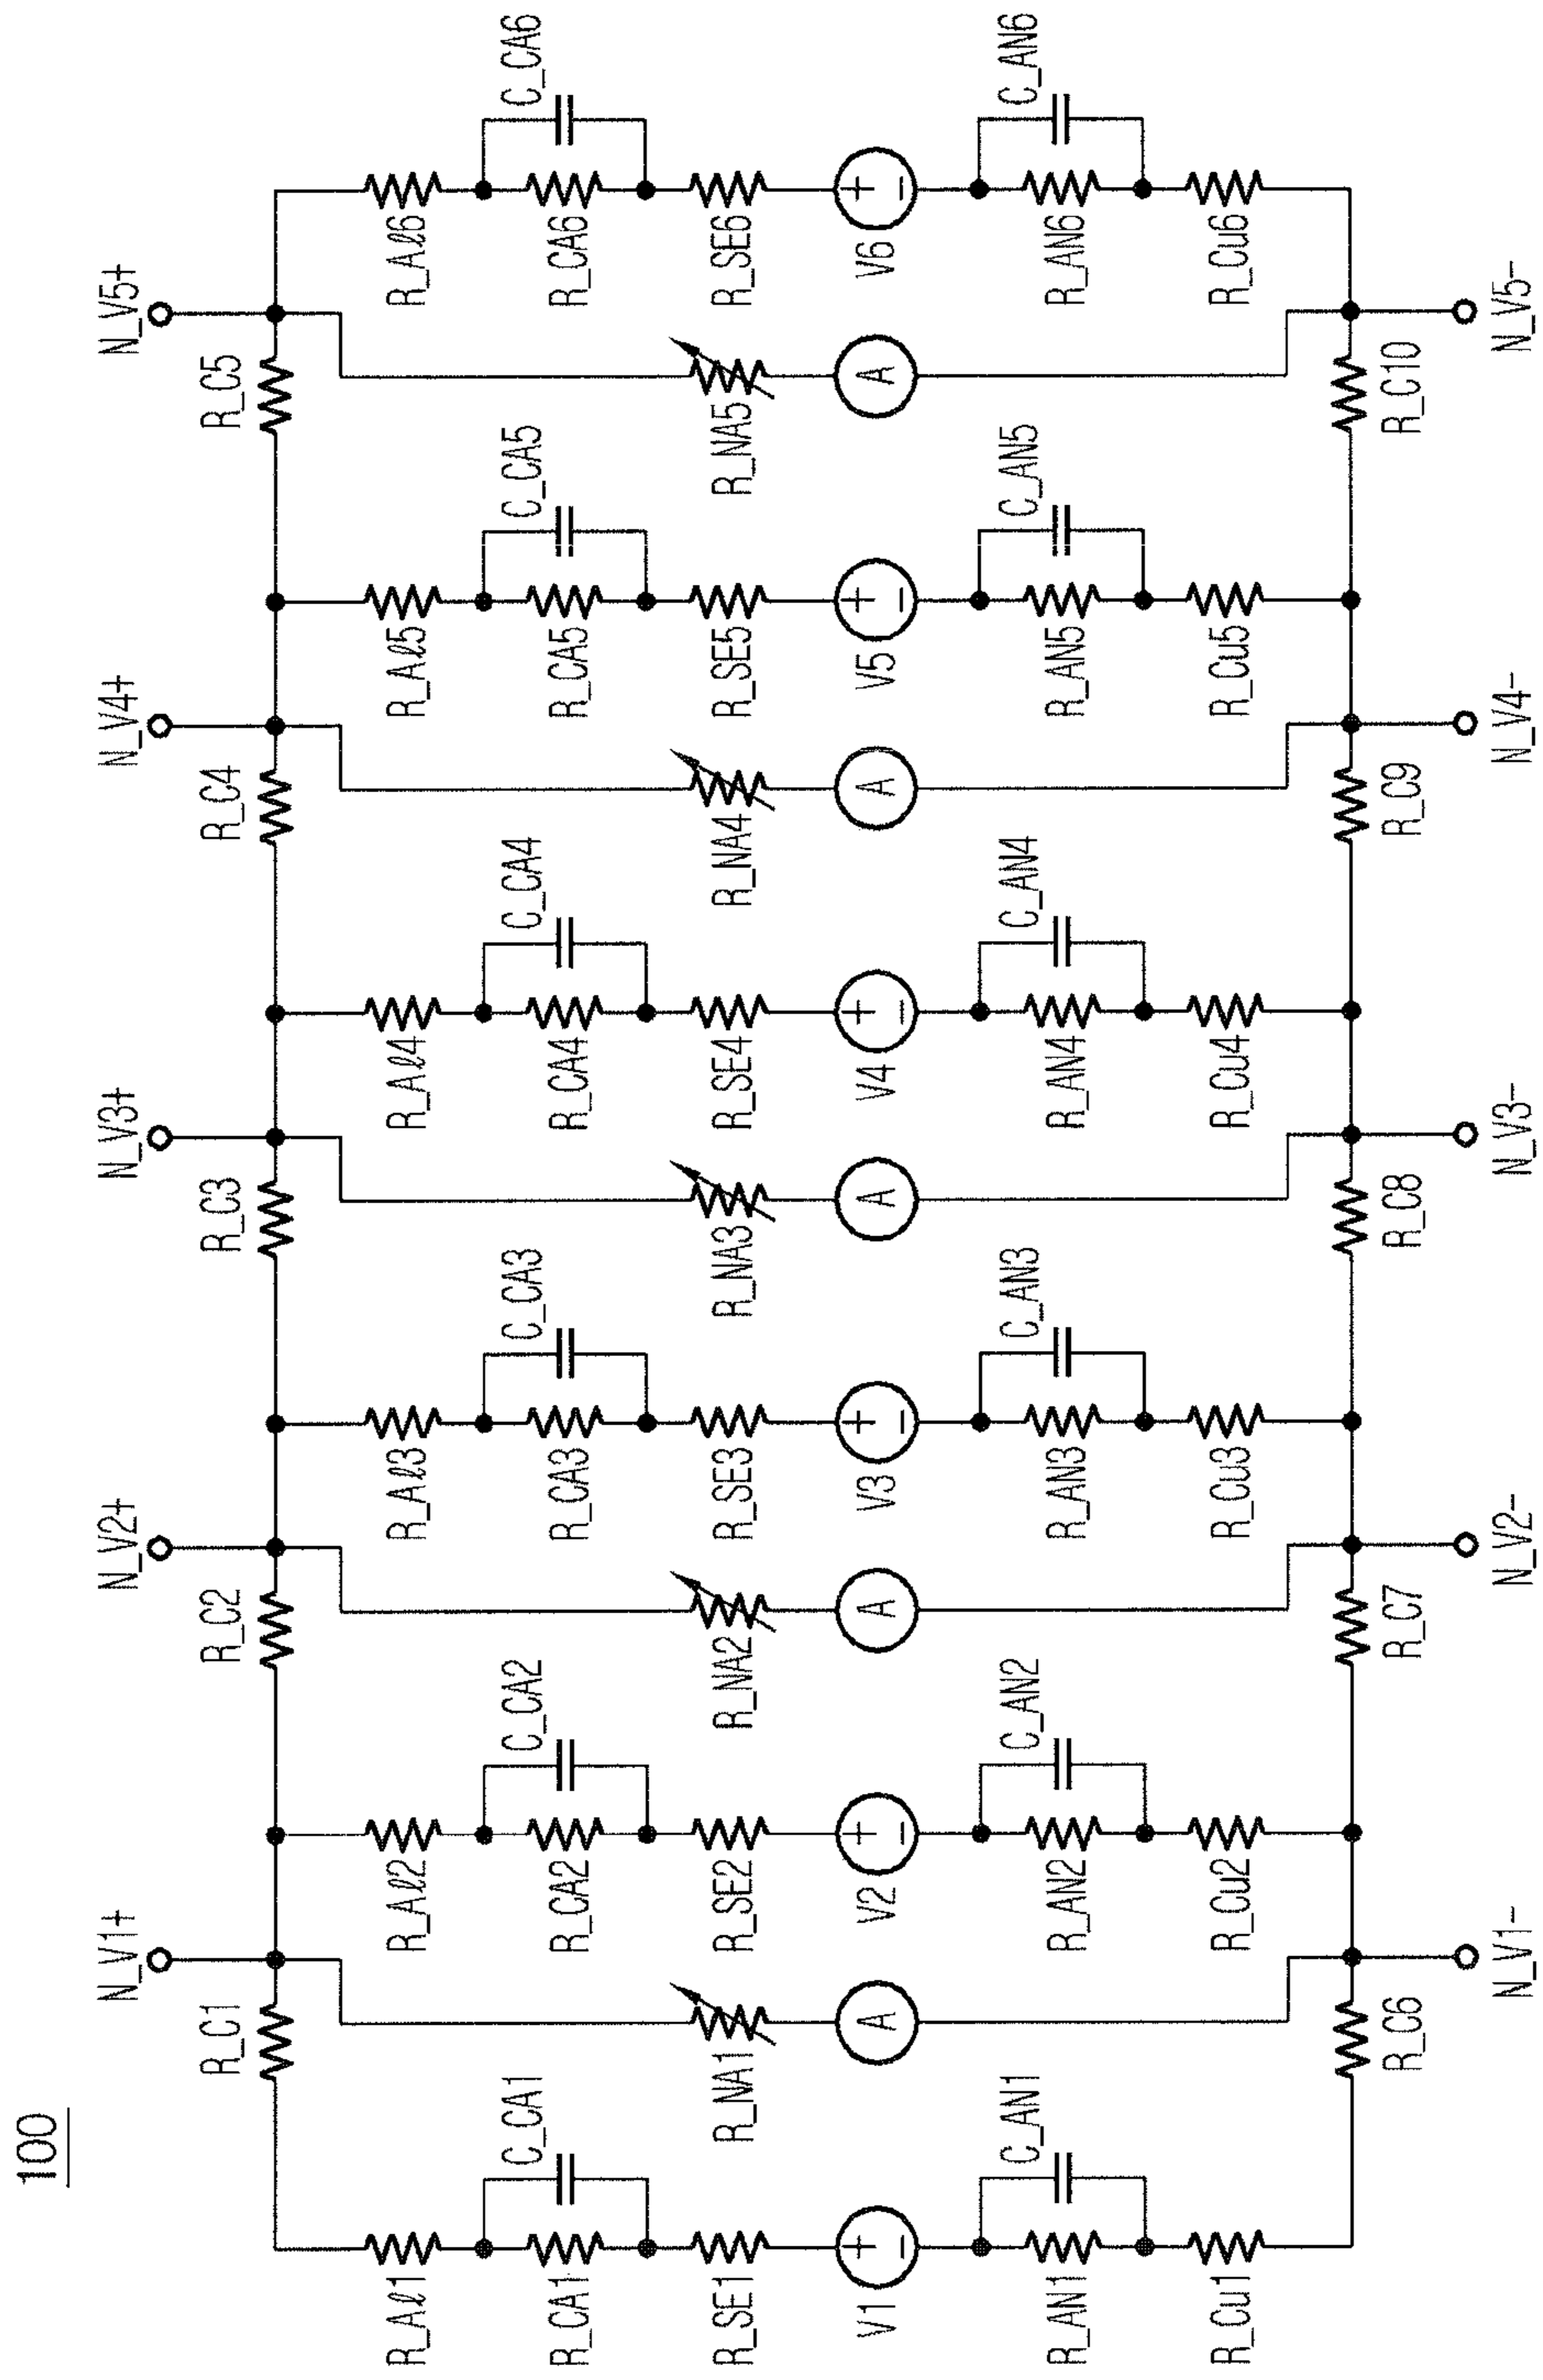 100
N_V1+
N_V2+
N_V3+
N_V4+
N_V5+
R_C1
R_C2
R_C3
R_C4
R_C5
R_Aℓ1
R_Aℓ2
R_Aℓ3
R_Aℓ4
R_Aℓ5
R_Aℓ6
C_CA1
C_CA2
C_CA3
C_CA4
C_CA5
C_CA6
R_CA1
R_CA2
R_CA3
R_CA4
R_CA5
R_CA6
R_SE1
R_NA1
R_SE2
R_NA2
R_SE3
R_NA3
R_SE4
R_NA4
R_SE5
R_NA5
R_SE6
V1
+
−
A
V2
+
−
A
V3
+
−
A
V4
+
−
A
V5
+
−
A
V6
+
−
C_AN1
C_AN2
C_AN3
C_AN4
C_AN5
C_AN6
R_AN1
R_AN2
R_AN3
R_AN4
R_AN5
R_AN6
R_Cu1
R_Cu2
R_Cu3
R_Cu4
R_Cu5
R_Cu6
R_C6
R_C7
R_C8
R_C9
R_C10
N_V1−
N_V2−
N_V3−
N_V4−
N_V5−